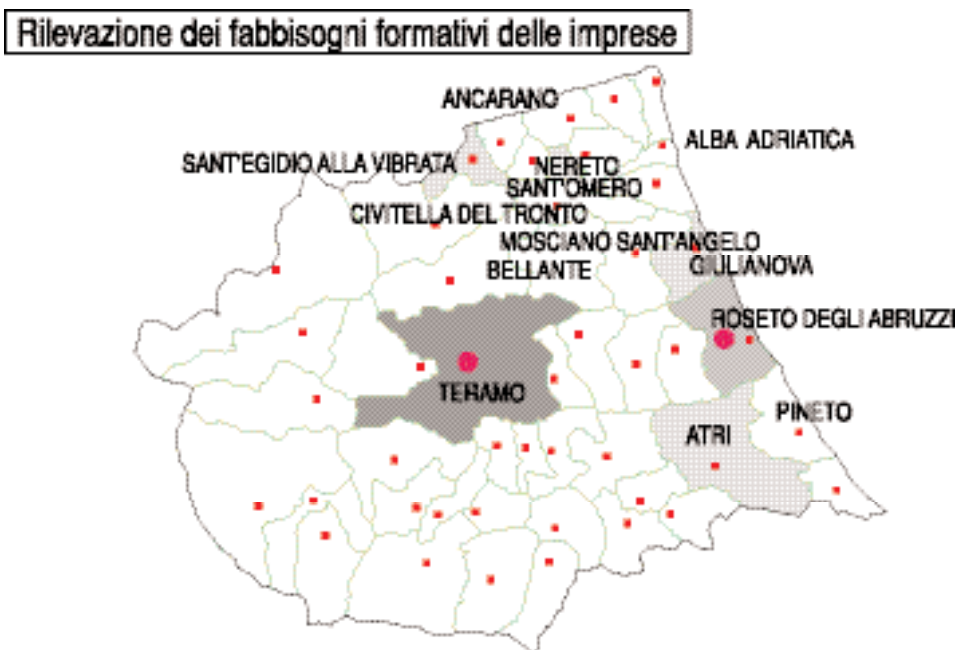 Rilevazione dei fabbisogni formativi delle imprese
ANCARANO
ALBA ADRIATICA
SANT'EGIDIO ALLA VIBRATA
NERETO
SANT'OMERO
CIVITELLA DEL TRONTO
MOSCIANO SANT'ANGELO
BELLANTE
GIULIANOVA
ROSETO DEGLI ABRUZZI
TERAMO
PINETO
ATRI